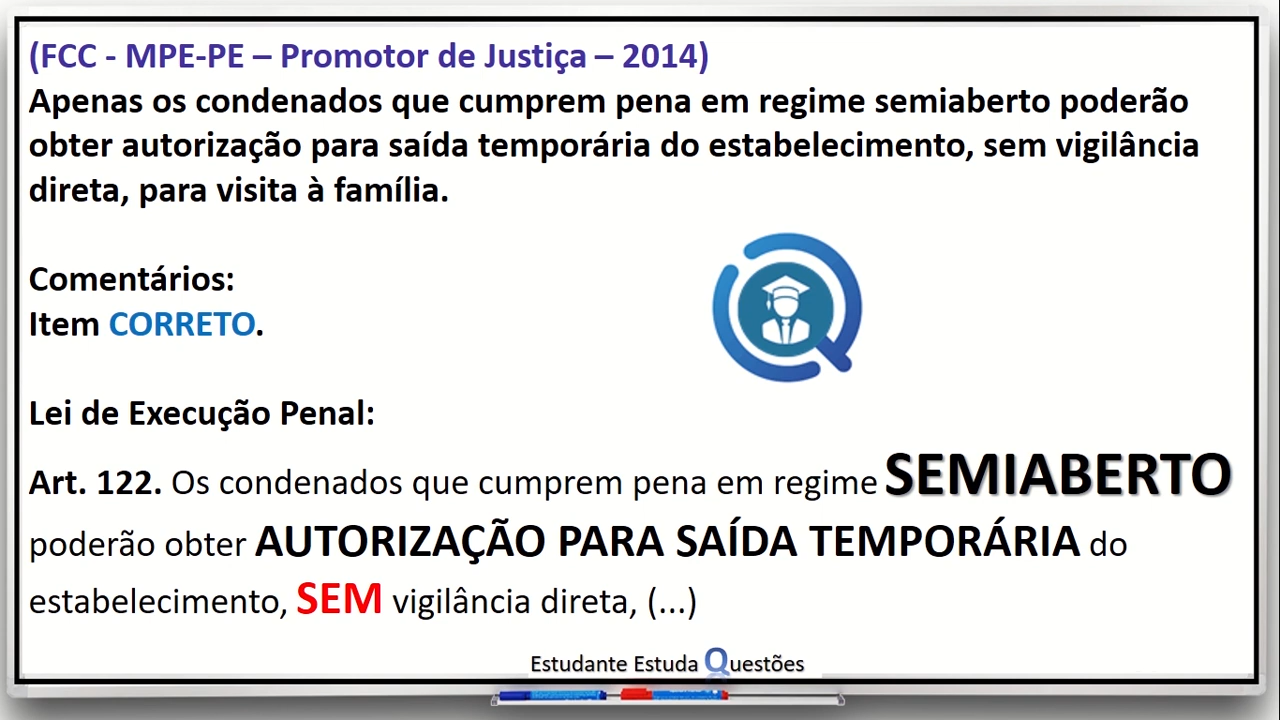 (FCC - MPE-PE – Promotor de Justiça – 2014)
Apenas os condenados que cumprem pena em regime semiaberto poderão
obter autorização para saída temporária do estabelecimento, sem vigilância
direta, para visita à família.
Comentários:
Item CORRETO.
Lei de Execução Penal:
Art. 122. Os condenados que cumprem pena em regime SEMIABERTO
poderão obter AUTORIZAÇÃO PARA SAÍDA TEMPORÁRIA do
estabelecimento, SEM vigilância direta, (...)
Estudante Estuda Questões